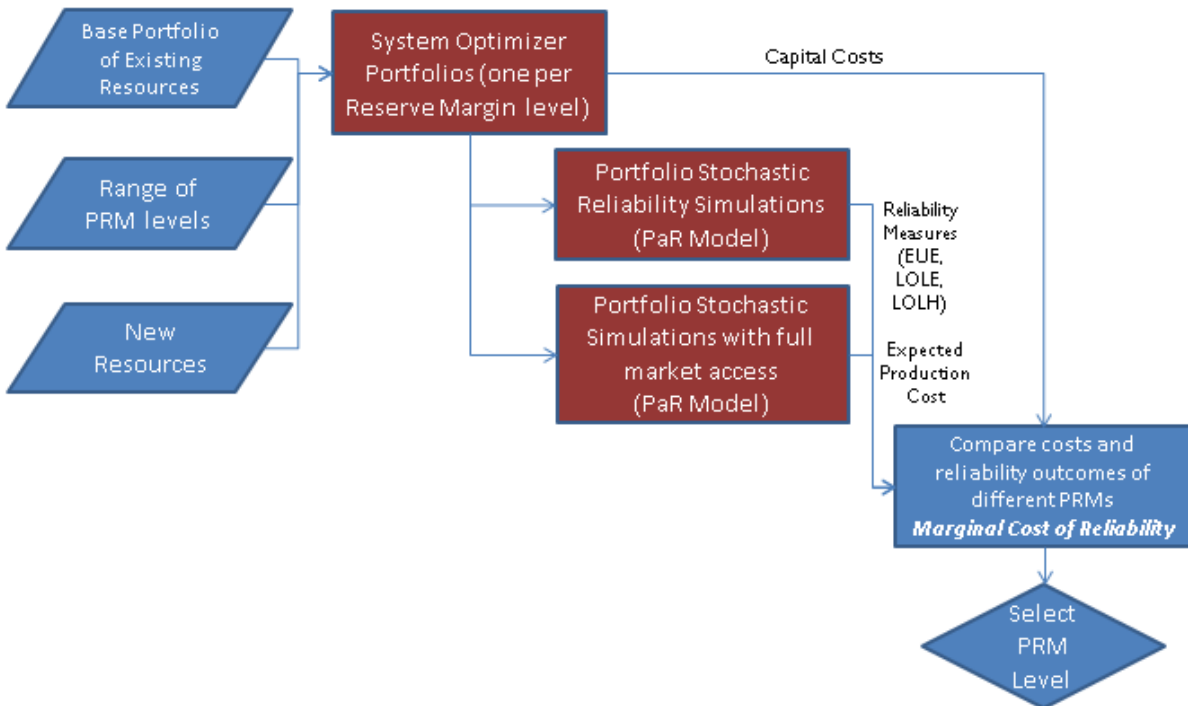 Base Portfolio
of Existing
Resources
System Optimizer
Portfolios (one per
Reserve Margin level)
Capital Costs
Range of
PRM levels
Portfolio Stochastic
Reliability Simulations
(PaR Model)
Reliability
Measures
(EUE,
LOLE,
LOLH)
New
Resources
Portfolio Stochastic
Simulations with full
market access
(PaR Model)
Expected
Production
Cost
Compare costs and
reliability outcomes of
different PRMs
Marginal Cost of Reliability
Select
PRM
Level